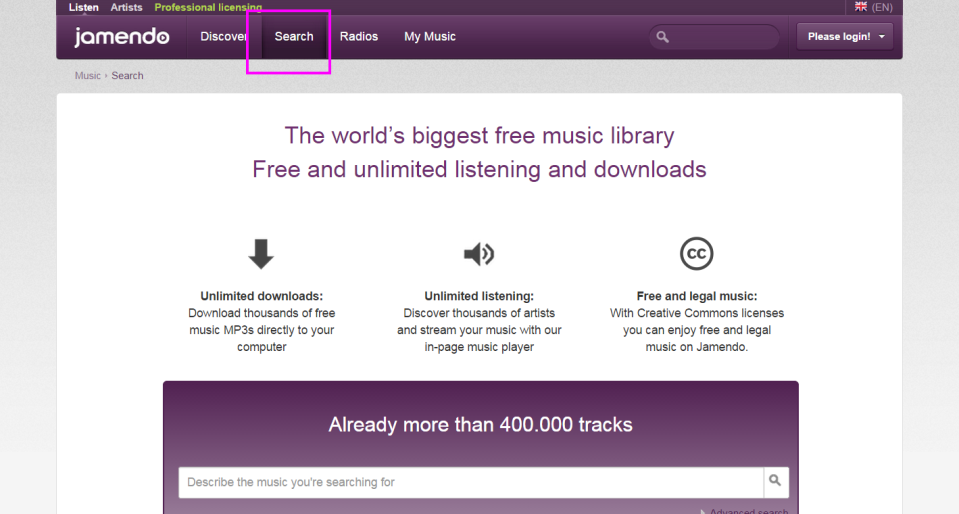 Listen Artists Professional licensing (EN)
jamendo Discover Search Radios My Music Please login!
Music › Search
The world's biggest free music library
Free and unlimited listening and downloads
CC
Unlimited downloads:
Download thousands of free
music MP3s directly to your
computer
Unlimited listening:
Discover thousands of artists
and stream your music with our
in-page music player
Free and legal music:
With Creative Commons licenses
you can enjoy free and legal
music on Jamendo.
Already more than 400.000 tracks
Describe the music you're searching for
Advanced search